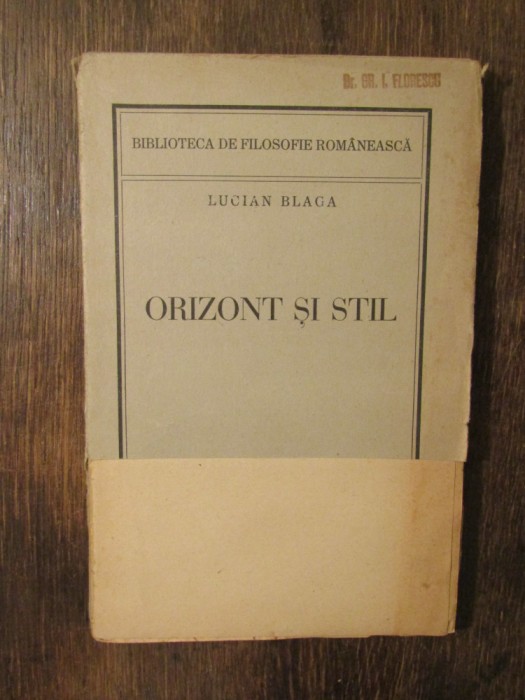 Dr. GR. I. FLORESCU
BIBLIOTECA DE FILOSOFIE ROMÂNEASCĂ
LUCIAN BLAGA
ORIZONT ȘI STIL